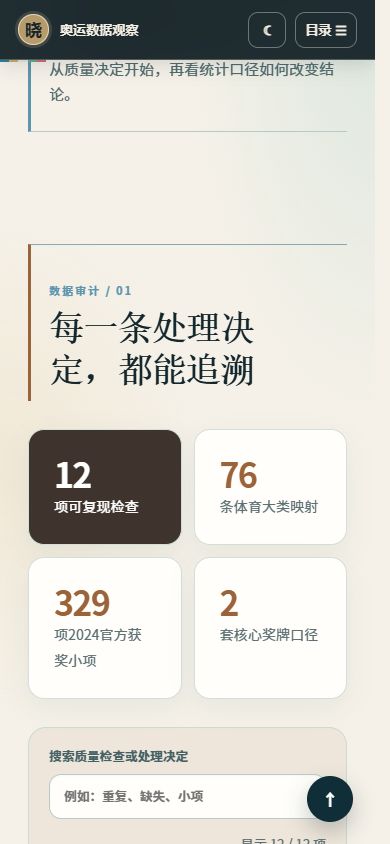 晓 奥运数据观察 目录
从质量决定开始，再看统计口径如何改变结
论。
数据审计 / 01
每一条处理决
定，都能追溯
12
项可复现检查
76
条体育大类映射
329
项2024官方获
奖小项
2
套核心奖牌口径
搜索质量检查或处理决定
例如：重复、缺失、小项
显示 12 / 12 项